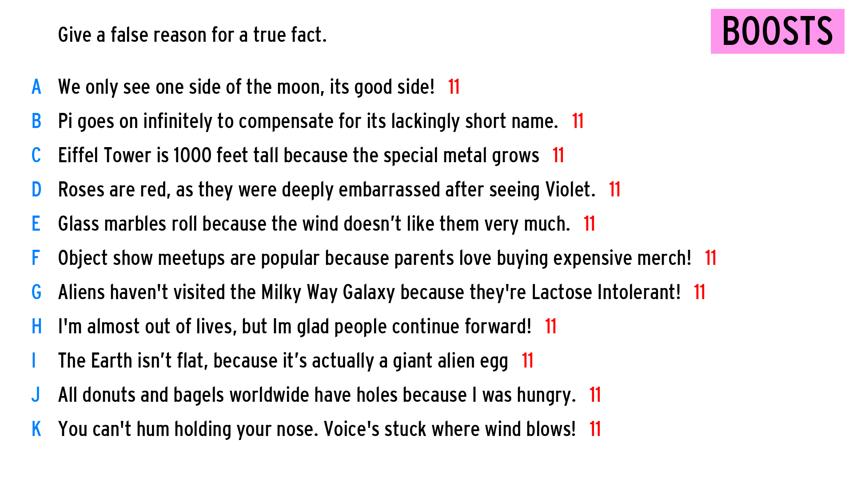 Give a false reason for a true fact.
BOOSTS
A We only see one side of the moon, its good side! 11
B Pi goes on infinitely to compensate for its lackingly short name. 11
C Eiffel Tower is 1000 feet tall because the special metal grows 11
D Roses are red, as they were deeply embarrassed after seeing Violet. 11
E Glass marbles roll because the wind doesn't like them very much. 11
F Object show meetups are popular because parents love buying expensive merch! 11
G Aliens haven't visited the Milky Way Galaxy because they're Lactose Intolerant! 11
H I'm almost out of lives, but Im glad people continue forward! 11
I The Earth isn't flat, because it's actually a giant alien egg 11
J All donuts and bagels worldwide have holes because I was hungry. 11
K You can't hum holding your nose. Voice's stuck where wind blows! 11